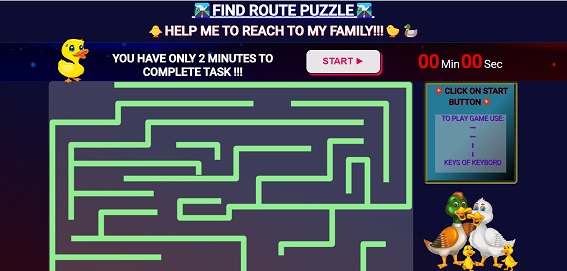 FIND ROUTE PUZZLE
HELP ME TO REACH TO MY FAMILY!!!
YOU HAVE ONLY 2 MINUTES TO
COMPLETE TASK !!!
START ▶
00 Min 00 Sec
CLICK ON START
BUTTON
TO PLAY GAME USE:
KEYS OF KEYBORD